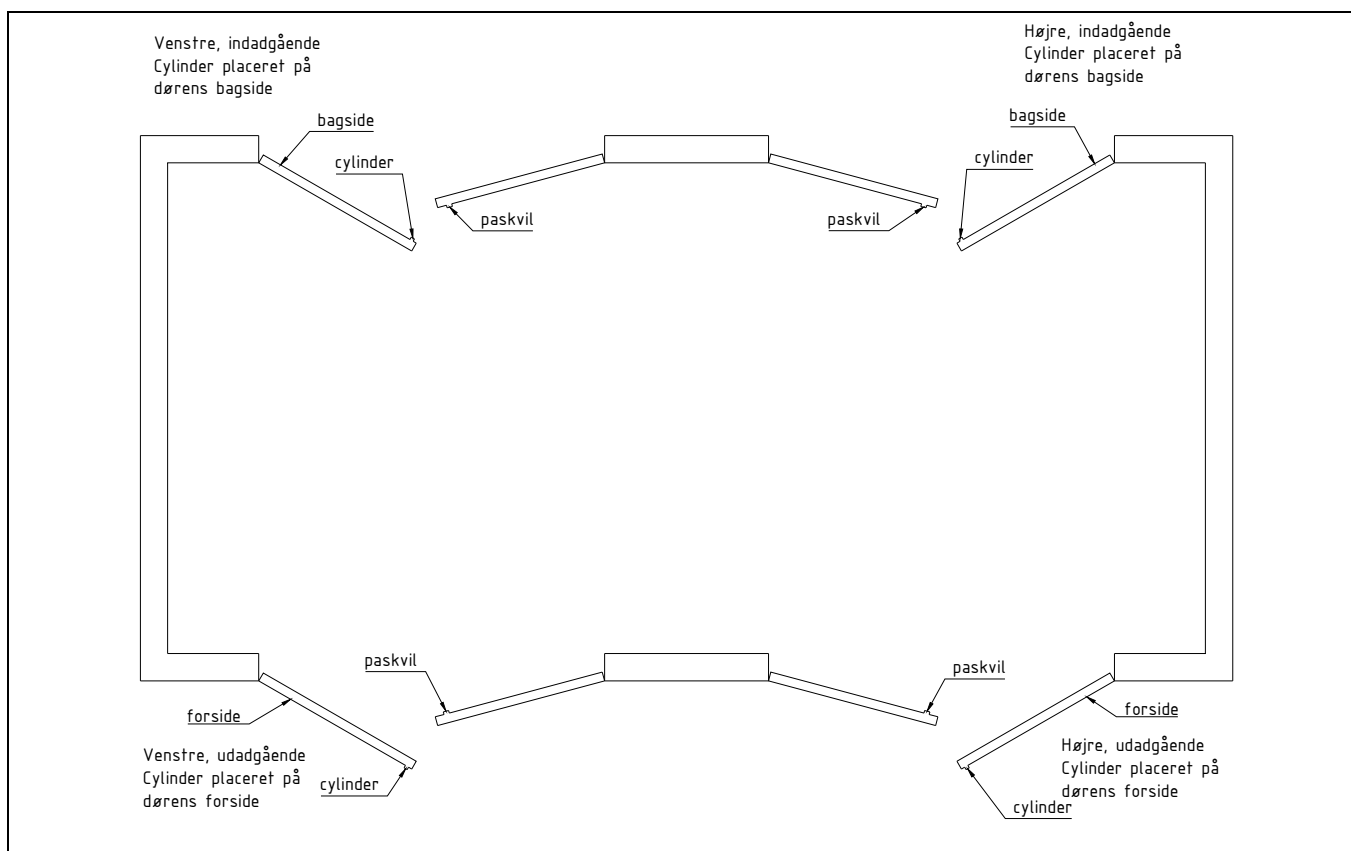 Venstre, indadgående
Cylinder placeret på
dørens bagside
Højre, indadgående
Cylinder placeret på
dørens bagside
bagside
cylinder
paskvil
paskvil
cylinder
bagside
paskvil
paskvil
forside
forside
Venstre, udadgående
Cylinder placeret på
dørens forside
cylinder
Højre, udadgående
Cylinder placeret på
dørens forside
cylinder